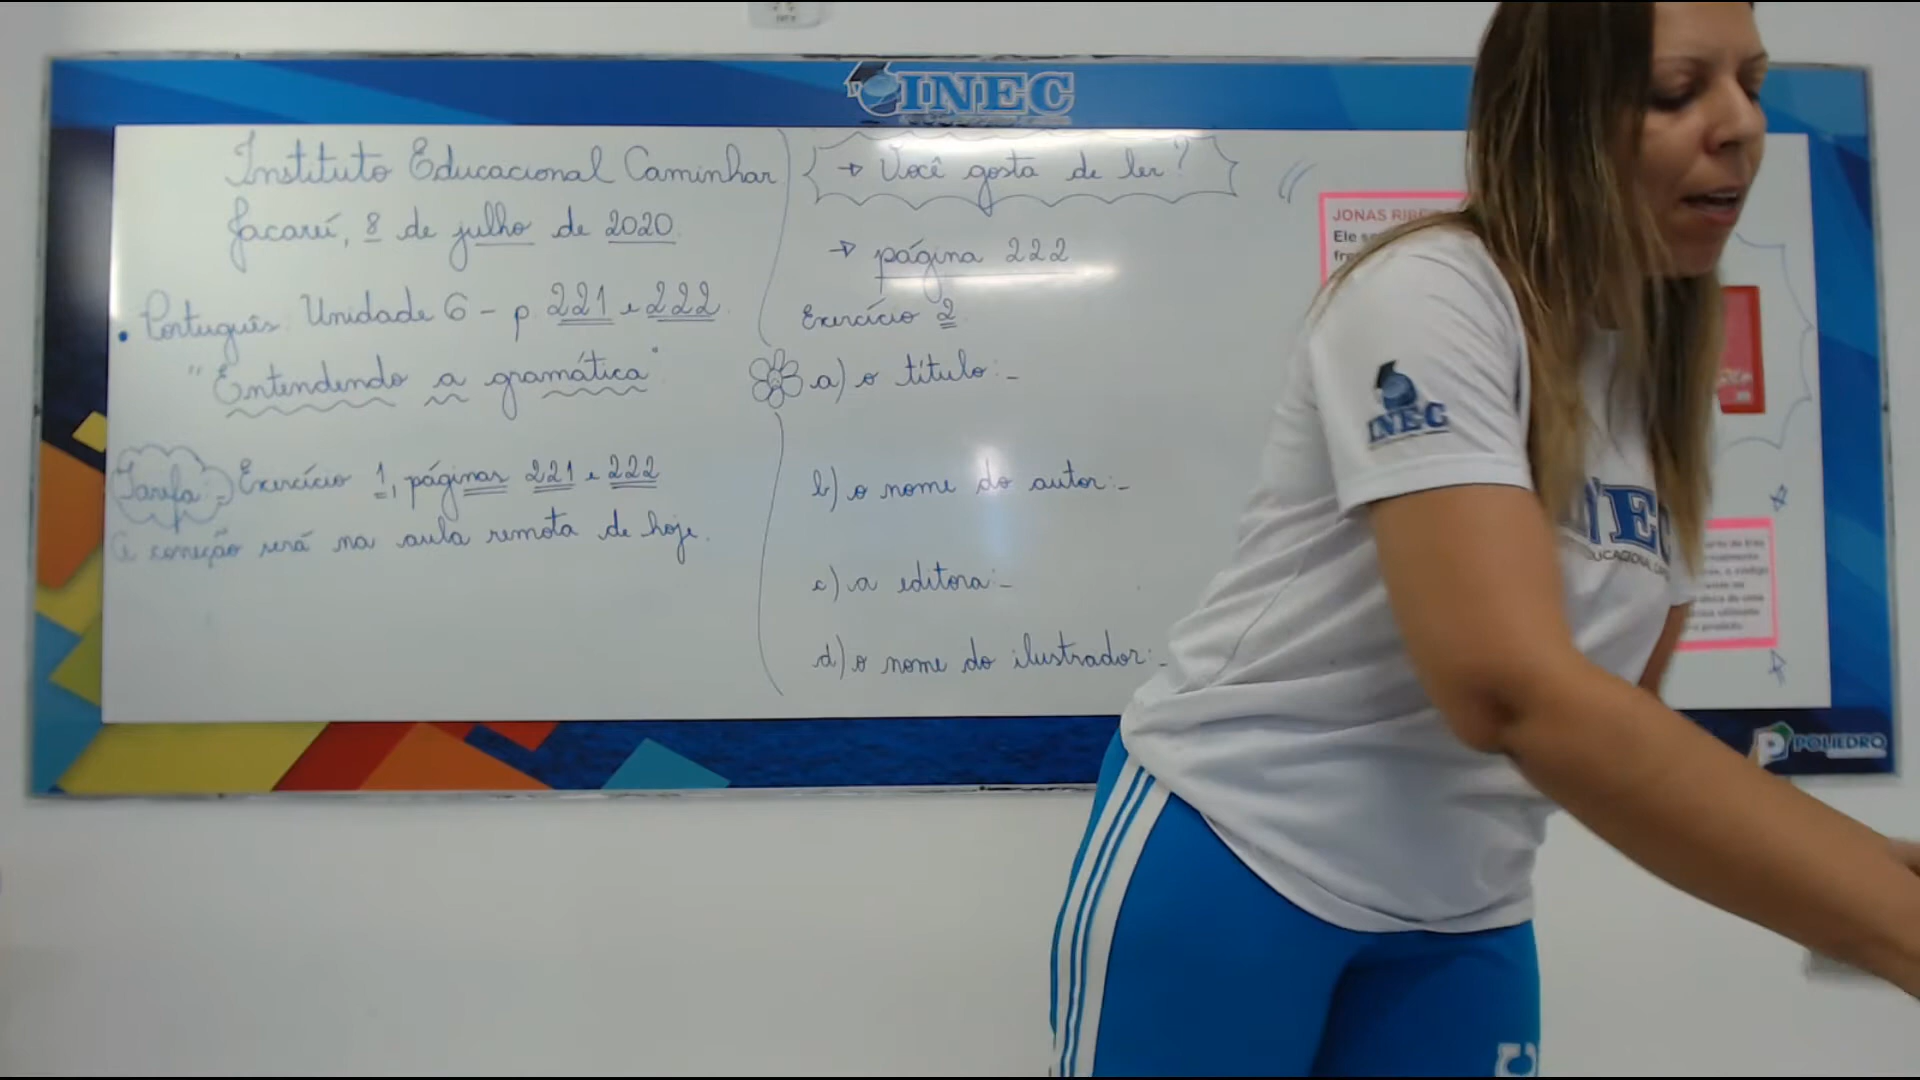 INEC
Instituto Educacional Caminhar
Jacareí, 8 de julho de 2020
• Português: Unidade 6 - p. 221 e 222.
"Entendendo a gramática"
Tarefa:- Exercício 1, páginas 221 e 222
A correção será na aula remota de hoje.
→ Você gosta de ler?
→ página 222
Exercício 2
a) o título:-
b) o nome do autor:-
c) a editora:-
d) o nome do ilustrador:-
JONAS
Ele
INEC
POLIEDRO